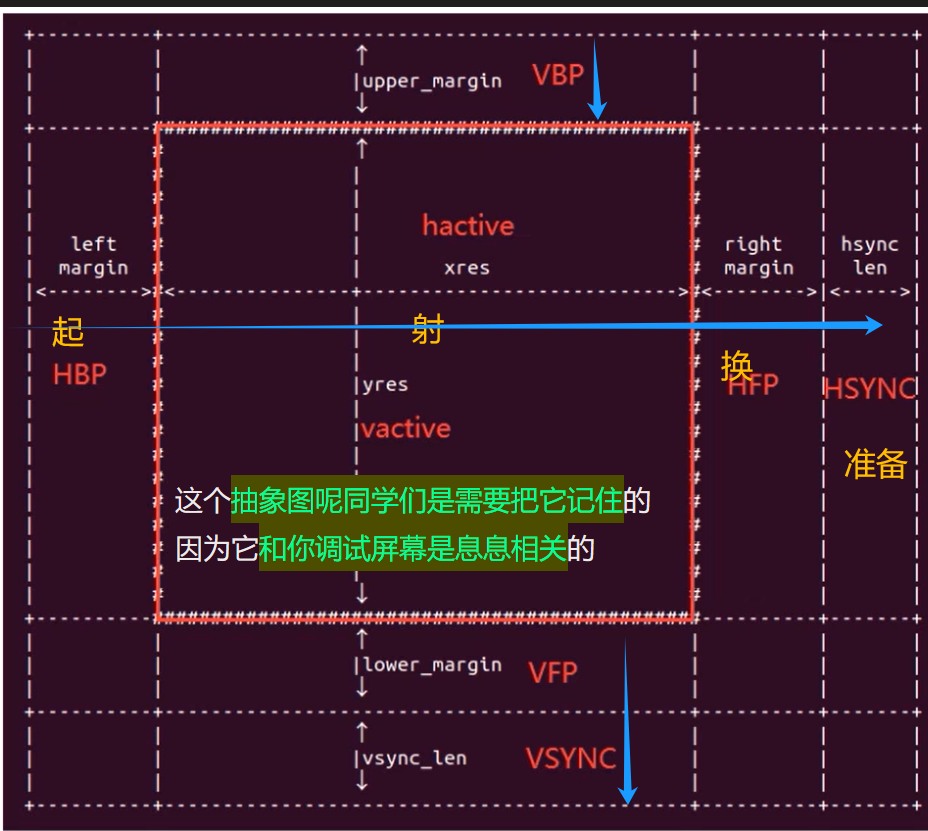 upper_margin VBP
hactive
left margin
xres
right margin
hsync len
起 射 换
HBP
yres
HFP
HSYNC
vactive
准备
这个抽象图呢同学们是需要把它记住的
因为它和你调试屏幕是息息相关的
lower_margin VFP
vsync_len VSYNC